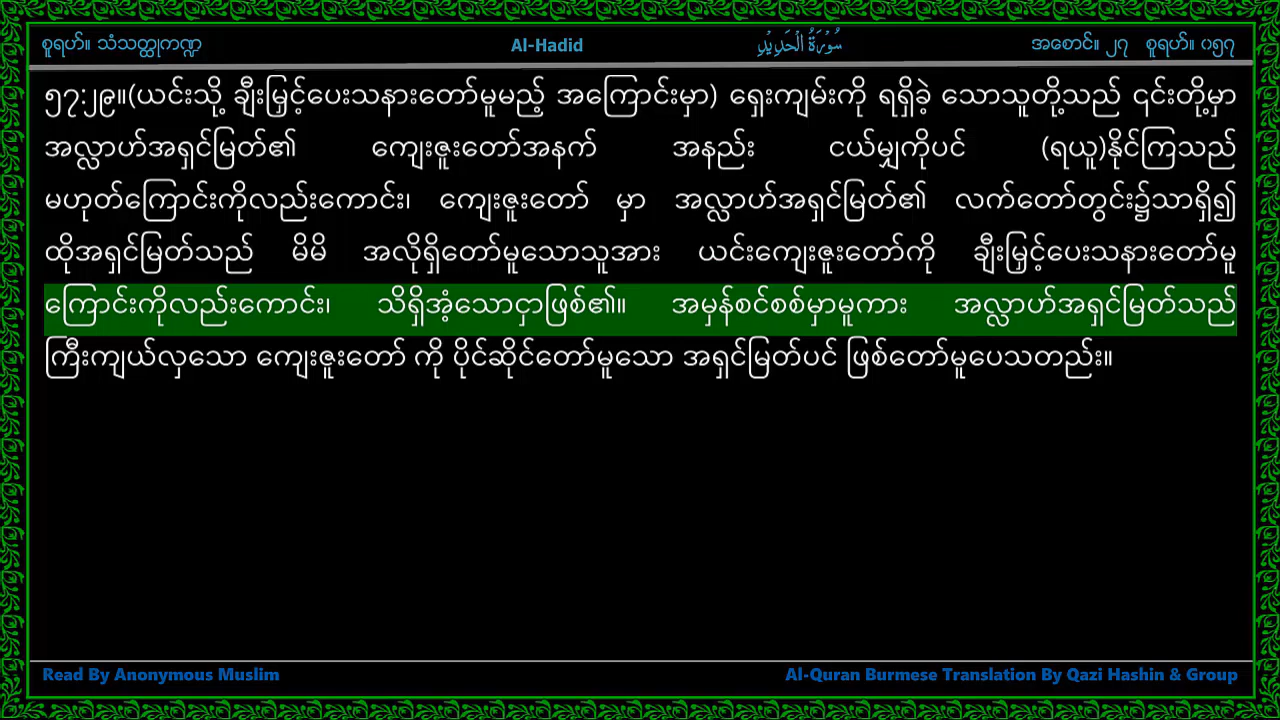 စူရဟ်။ သံသတ္ထုကဏ္ဍ Al-Hadid سُوْرَةُ الْحَدِيْدِ အစောင်။ ၂၇ စူရဟ်။ ၀၅၇
၅၇:၂၉။(ယင်းသို့ ချီးမြှင့်ပေးသနားတော်မူမည့် အကြောင်းမှာ) ရှေးကျမ်းကို ရရှိခဲ့ သောသူတို့သည် ၎င်းတို့မှာ
အလ္လာဟ်အရှင်မြတ်၏ ကျေးဇူးတော်အနက် အနည်း ငယ်မျှကိုပင် (ရယူ)နိုင်ကြသည်
မဟုတ်ကြောင်းကိုလည်းကောင်း၊ ကျေးဇူးတော် မှာ အလ္လာဟ်အရှင်မြတ်၏ လက်တော်တွင်း၌သာရှိ၍
ထိုအရှင်မြတ်သည် မိမိ အလိုရှိတော်မူသောသူအား ယင်းကျေးဇူးတော်ကို ချီးမြှင့်ပေးသနားတော်မူ
ကြောင်းကိုလည်းကောင်း၊ သိရှိအံ့သောငှာဖြစ်၏။ အမှန်စင်စစ်မှာမူကား အလ္လာဟ်အရှင်မြတ်သည်
ကြီးကျယ်လှသော ကျေးဇူးတော် ကို ပိုင်ဆိုင်တော်မူသော အရှင်မြတ်ပင် ဖြစ်တော်မူပေသတည်း။
Read By Anonymous Muslim Al-Quran Burmese Translation By Qazi Hashin & Group